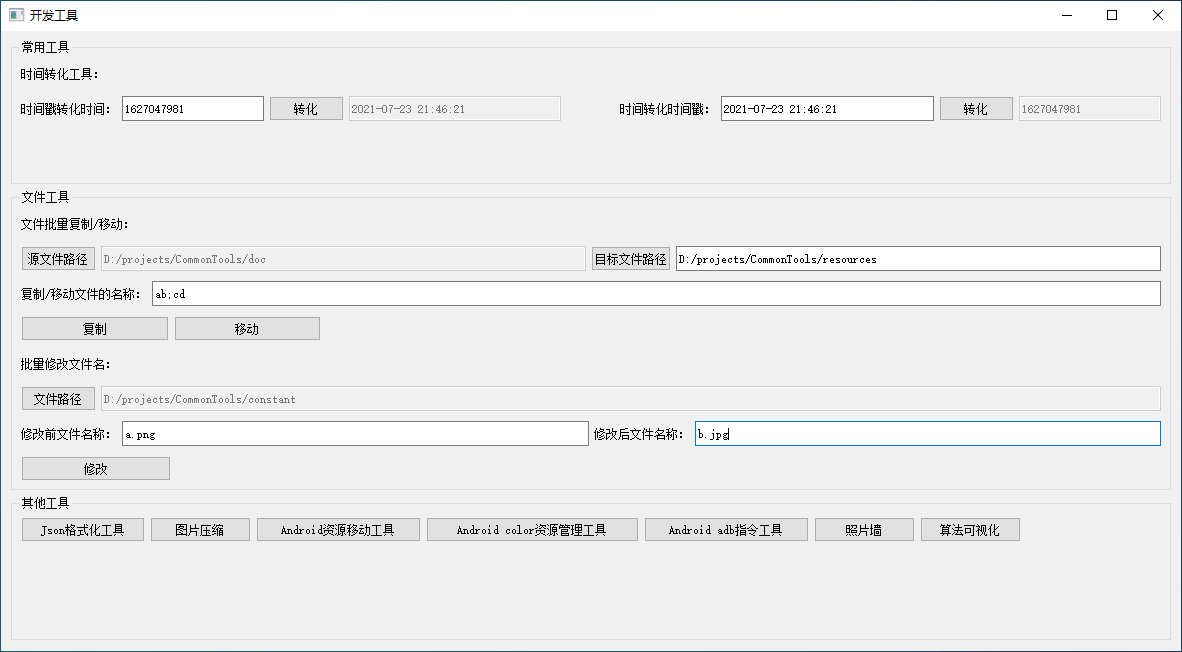 开发工具
常用工具
时间转化工具：
时间戳转化时间： 1627047981 转化 2021-07-23 21:46:21 时间转化时间戳： 2021-07-23 21:46:21 转化 1627047981
文件工具
文件批量复制/移动：
源文件路径 D:/projects/CommonTools/doc 目标文件路径 D:/projects/CommonTools/resources
复制/移动文件的名称： ab;cd
复制 移动
批量修改文件名：
文件路径 D:/projects/CommonTools/constant
修改前文件名称： a.png 修改后文件名称： b.jpg
修改
其他工具
Json格式化工具 图片压缩 Android资源移动工具 Android color资源管理工具 Android adb指令工具 照片墙 算法可视化